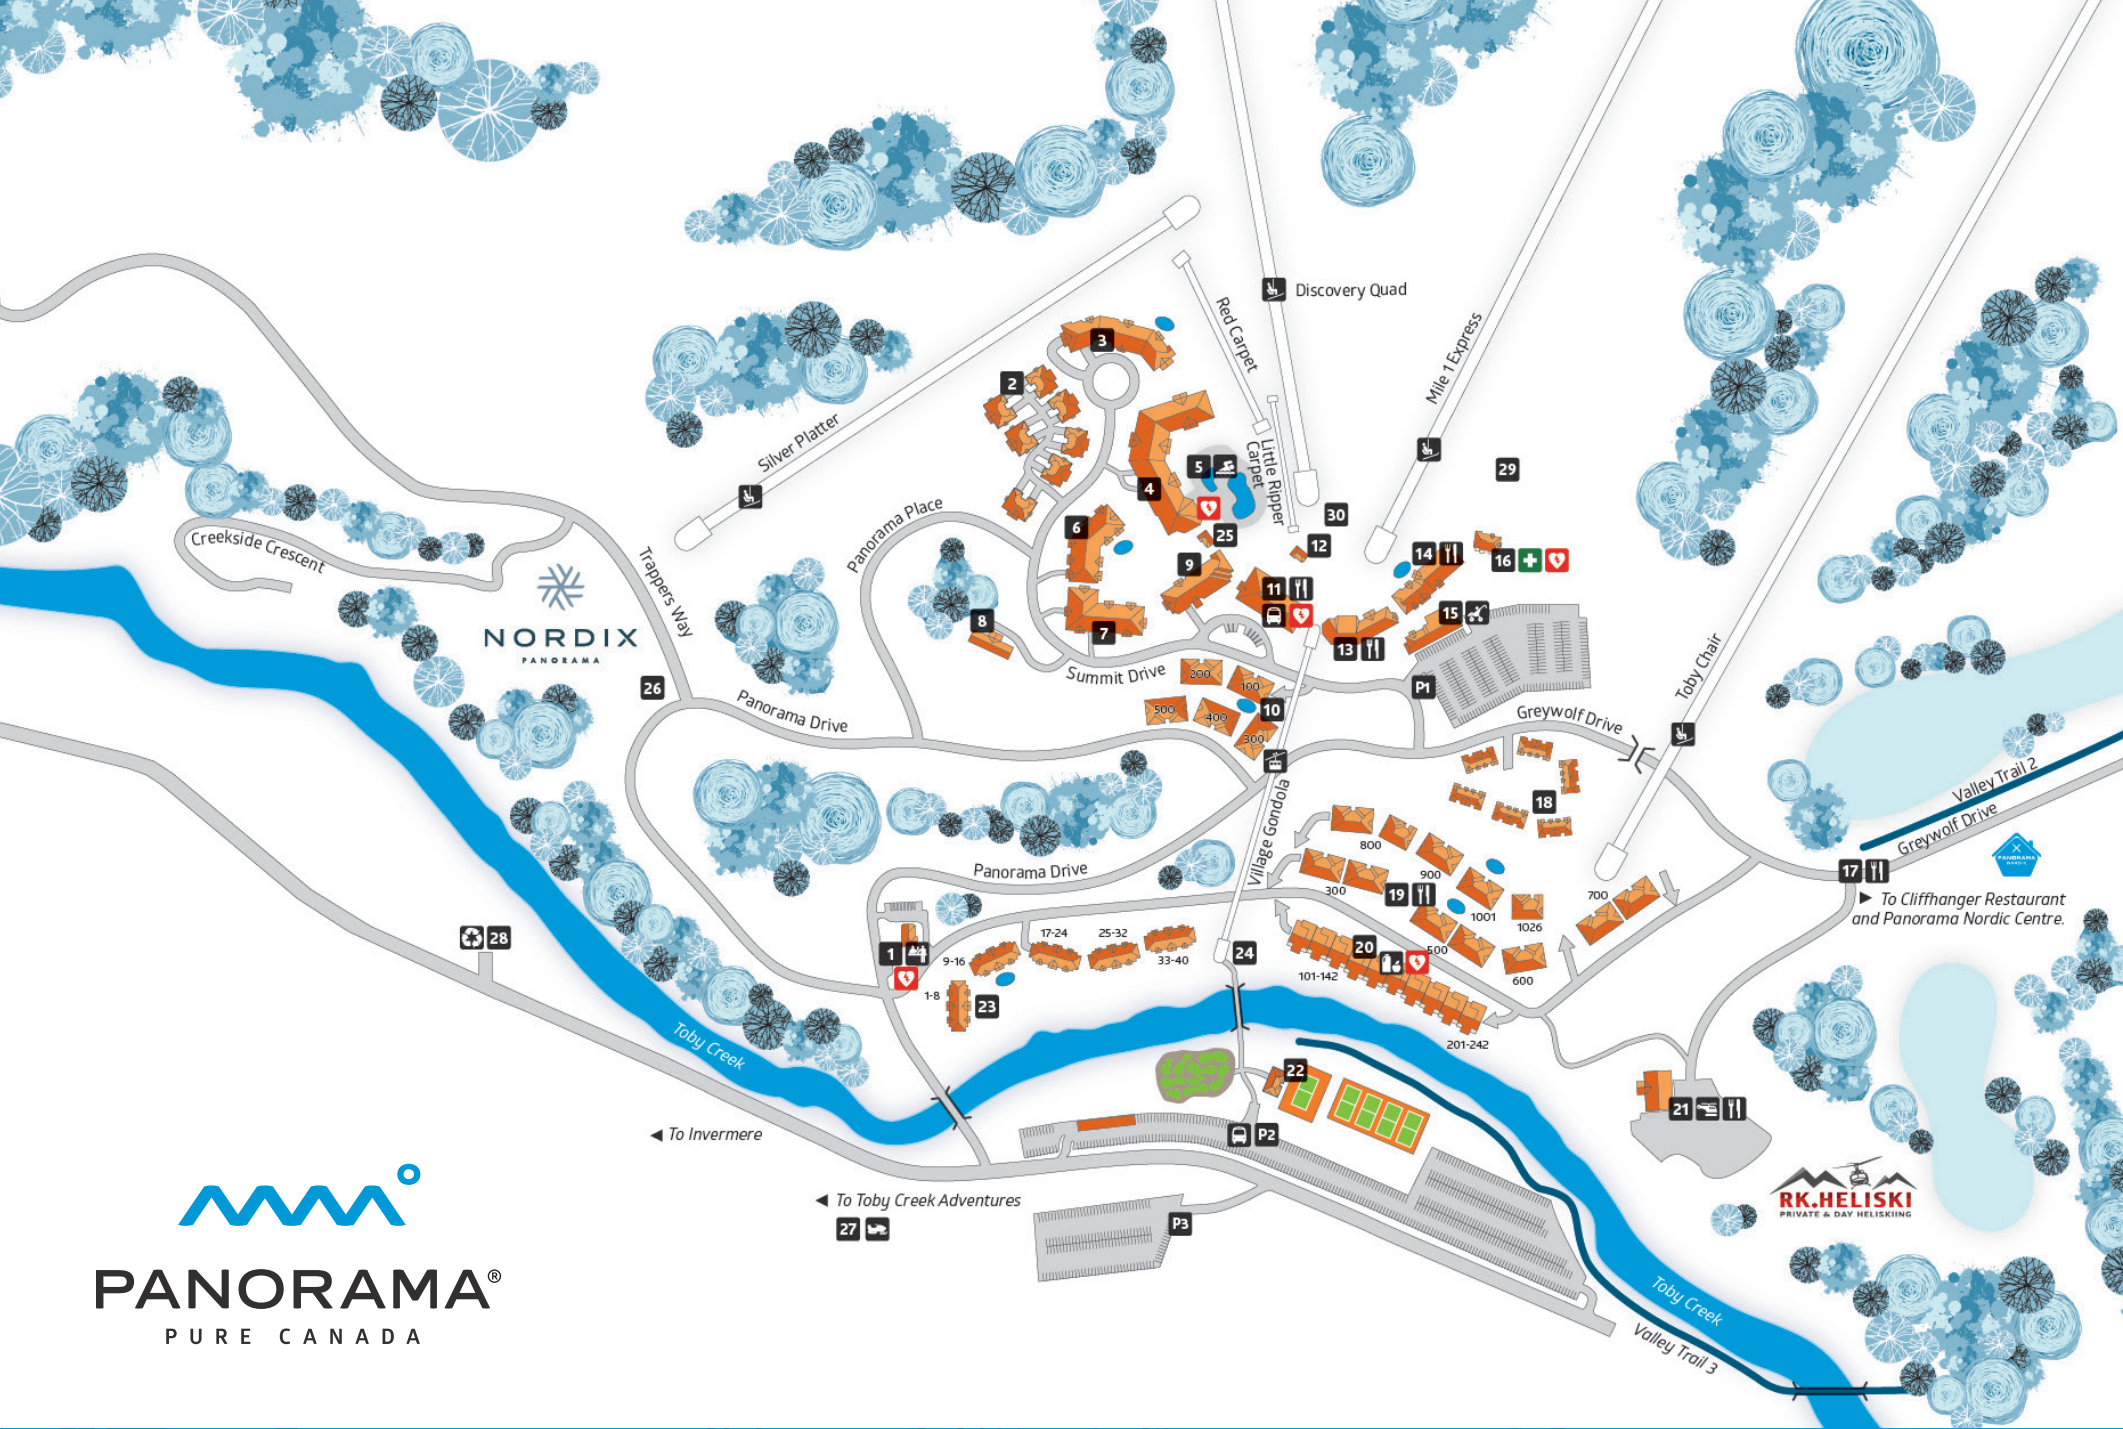 Discovery Quad
Red Carpet
Mile 1 Express
3
2
Silver Platter
Little Ripper
Carpet
5
29
4
Panorama Place
30
6
25
12
Creekside Crescent
Trappers Way
9
14
16
11
NORDIX
PANORAMA
8
7
15
13
Summit Drive
200
100
P1
Toby Chair
26
Panorama Drive
500
400
10
300
Greywolf Drive
Valley Trail 2
Greywolf Drive
18
Village Gondola
800
PANORAMA
NORDIC
Panorama Drive
900
17
300
19
700
To Cliffhanger Restaurant
and Panorama Nordic Centre.
1001
1026
28
17-24
25-32
1
9-16
33-40
24
20
500
101-142
600
1-8
23
Toby Creek
201-242
22
21
To Invermere
P2
RK.HELISKI
PRIVATE & DAY HELISKIING
To Toby Creek Adventures
27
P3
PANORAMA®
PURE CANADA
Toby Creek
Valley Trail 3